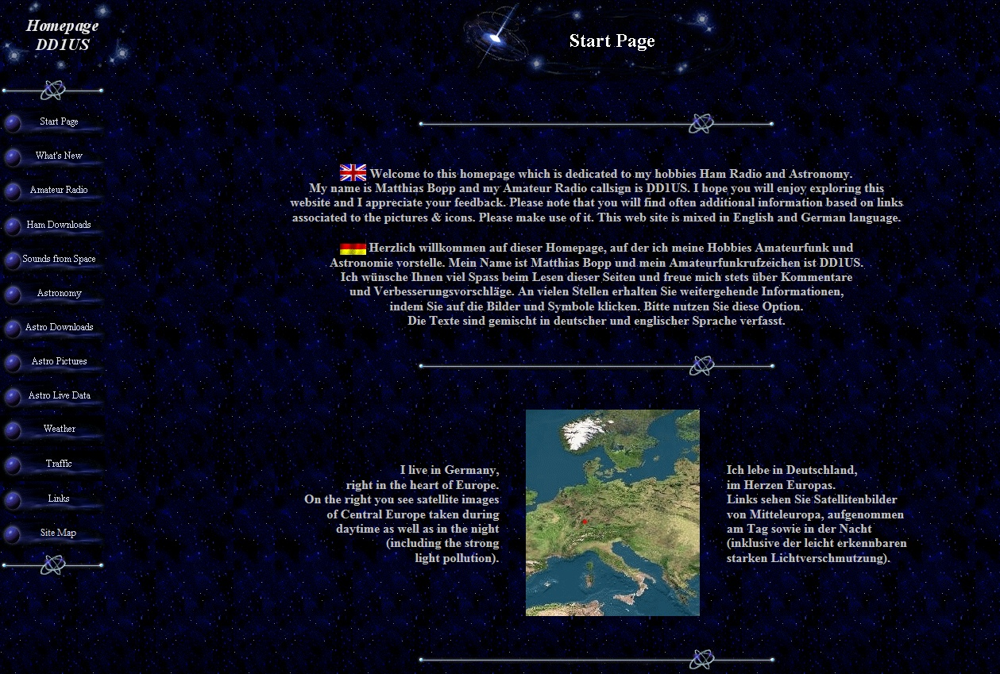 Homepage
DD1US
Start Page
Start Page
What's New
Amateur Radio
Ham Downloads
Sounds from Space
Astronomy
Astro Downloads
Astro Pictures
Astro Live Data
Weather
Traffic
Links
Site Map
Welcome to this homepage which is dedicated to my hobbies Ham Radio and Astronomy.
My name is Matthias Bopp and my Amateur Radio callsign is DD1US. I hope you will enjoy exploring this
website and I appreciate your feedback. Please note that you will find often additional information based on links
associated to the pictures & icons. Please make use of it. This web site is mixed in English and German language.
Herzlich willkommen auf dieser Homepage, auf der ich meine Hobbies Amateurfunk und
Astronomie vorstelle. Mein Name ist Matthias Bopp und mein Amateurfunkrufzeichen ist DD1US.
Ich wünsche Ihnen viel Spass beim Lesen dieser Seiten und freue mich stets über Kommentare
und Verbesserungsvorschläge. An vielen Stellen erhalten Sie weitergehende Informationen,
indem Sie auf die Bilder und Symbole klicken. Bitte nutzen Sie diese Option.
Die Texte sind gemischt in deutscher und englischer Sprache verfasst.
I live in Germany,
right in the heart of Europe.
On the right you see satellite images
of Central Europe taken during
daytime as well as in the night
(including the strong
light pollution).
Ich lebe in Deutschland,
im Herzen Europas.
Links sehen Sie Satellitenbilder
von Mitteleuropa, aufgenommen
am Tag sowie in der Nacht
(inklusive der leicht erkennbaren
starken Lichtverschmutzung).